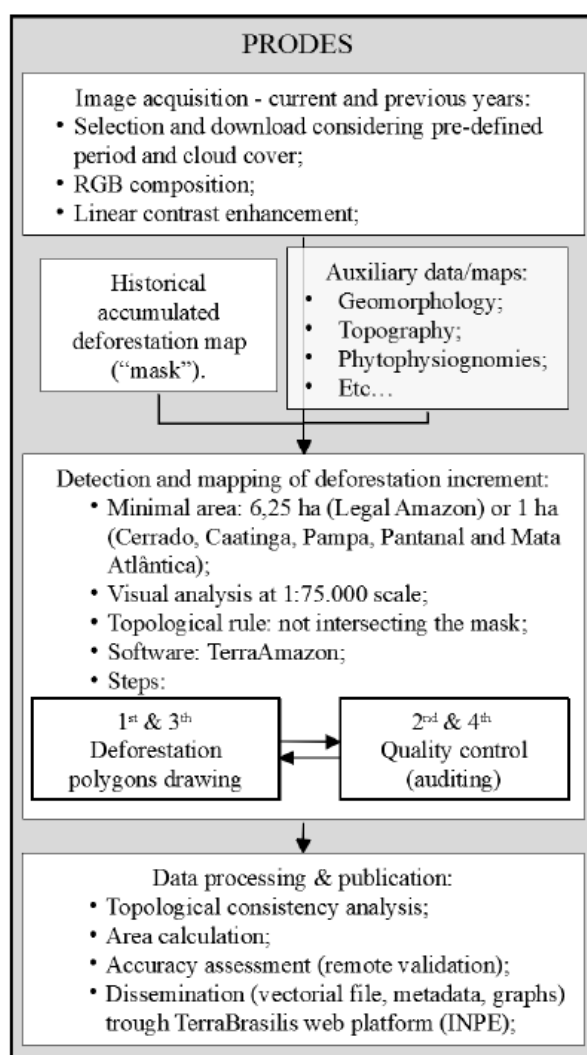 PRODES
Image acquisition - current and previous years:
• Selection and download considering pre-defined
period and cloud cover;
• RGB composition;
• Linear contrast enhancement;
Historical
accumulated
deforestation map
(“mask”).
Auxiliary data/maps:
• Geomorphology;
• Topography;
• Phytophysiognomies;
• Etc…
Detection and mapping of deforestation increment:
• Minimal area: 6,25 ha (Legal Amazon) or 1 ha
(Cerrado, Caatinga, Pampa, Pantanal and Mata
Atlântica);
• Visual analysis at 1:75.000 scale;
• Topological rule: not intersecting the mask;
• Software: TerraAmazon;
• Steps:
1st & 3th
Deforestation
polygons drawing
2nd & 4th
Quality control
(auditing)
Data processing & publication:
• Topological consistency analysis;
• Area calculation;
• Accuracy assessment (remote validation);
• Dissemination (vectorial file, metadata, graphs)
trough TerraBrasilis web platform (INPE);